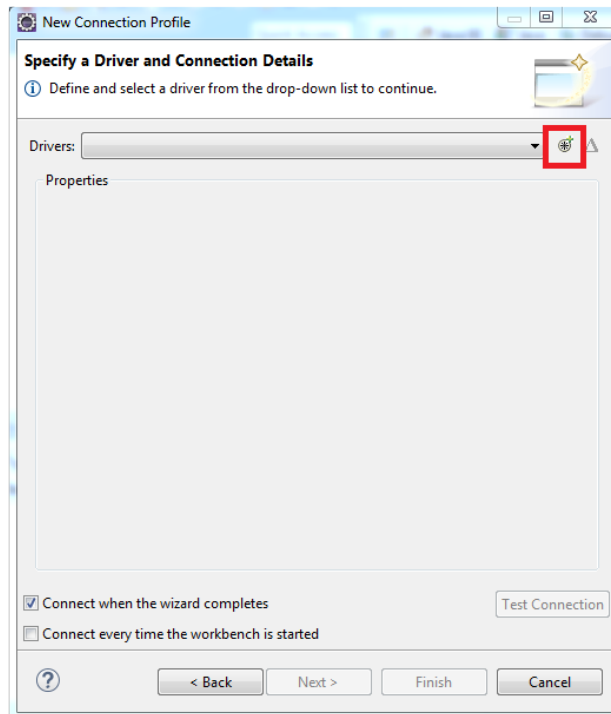 New Connection Profile
Specify a Driver and Connection Details
Define and select a driver from the drop-down list to continue.
Drivers:
Properties
Connect when the wizard completes
Test Connection
Connect every time the workbench is started
< Back Next > Finish Cancel